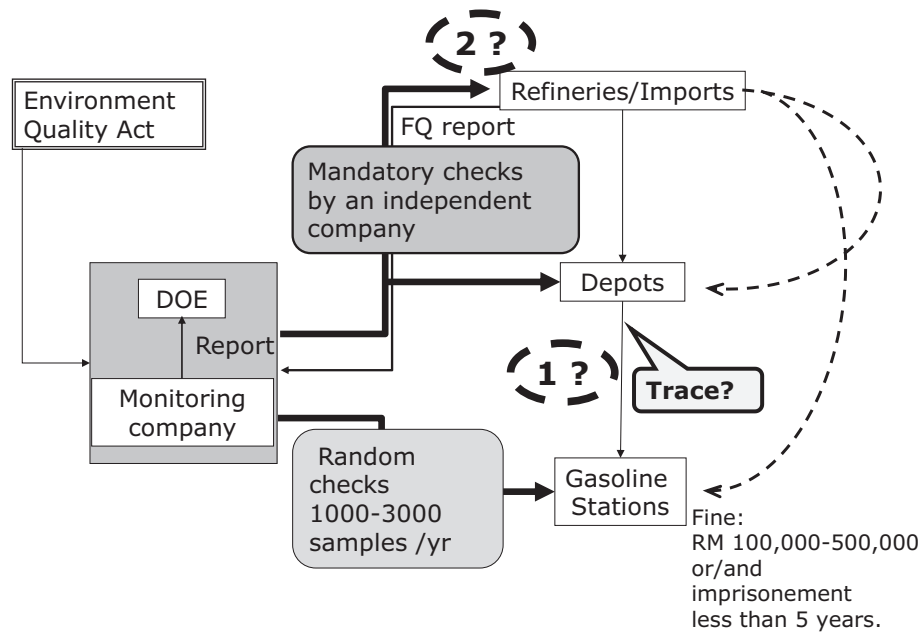 2 ?
Environment
Quality Act
Refineries/Imports
FQ report
Mandatory checks
by an independent
company
DOE
Depots
Report
1 ?
Trace?
Monitoring
company
Random
checks
1000-3000
samples /yr
Gasoline
Stations
Fine:
RM 100,000-500,000
or/and
imprisonement
less than 5 years.